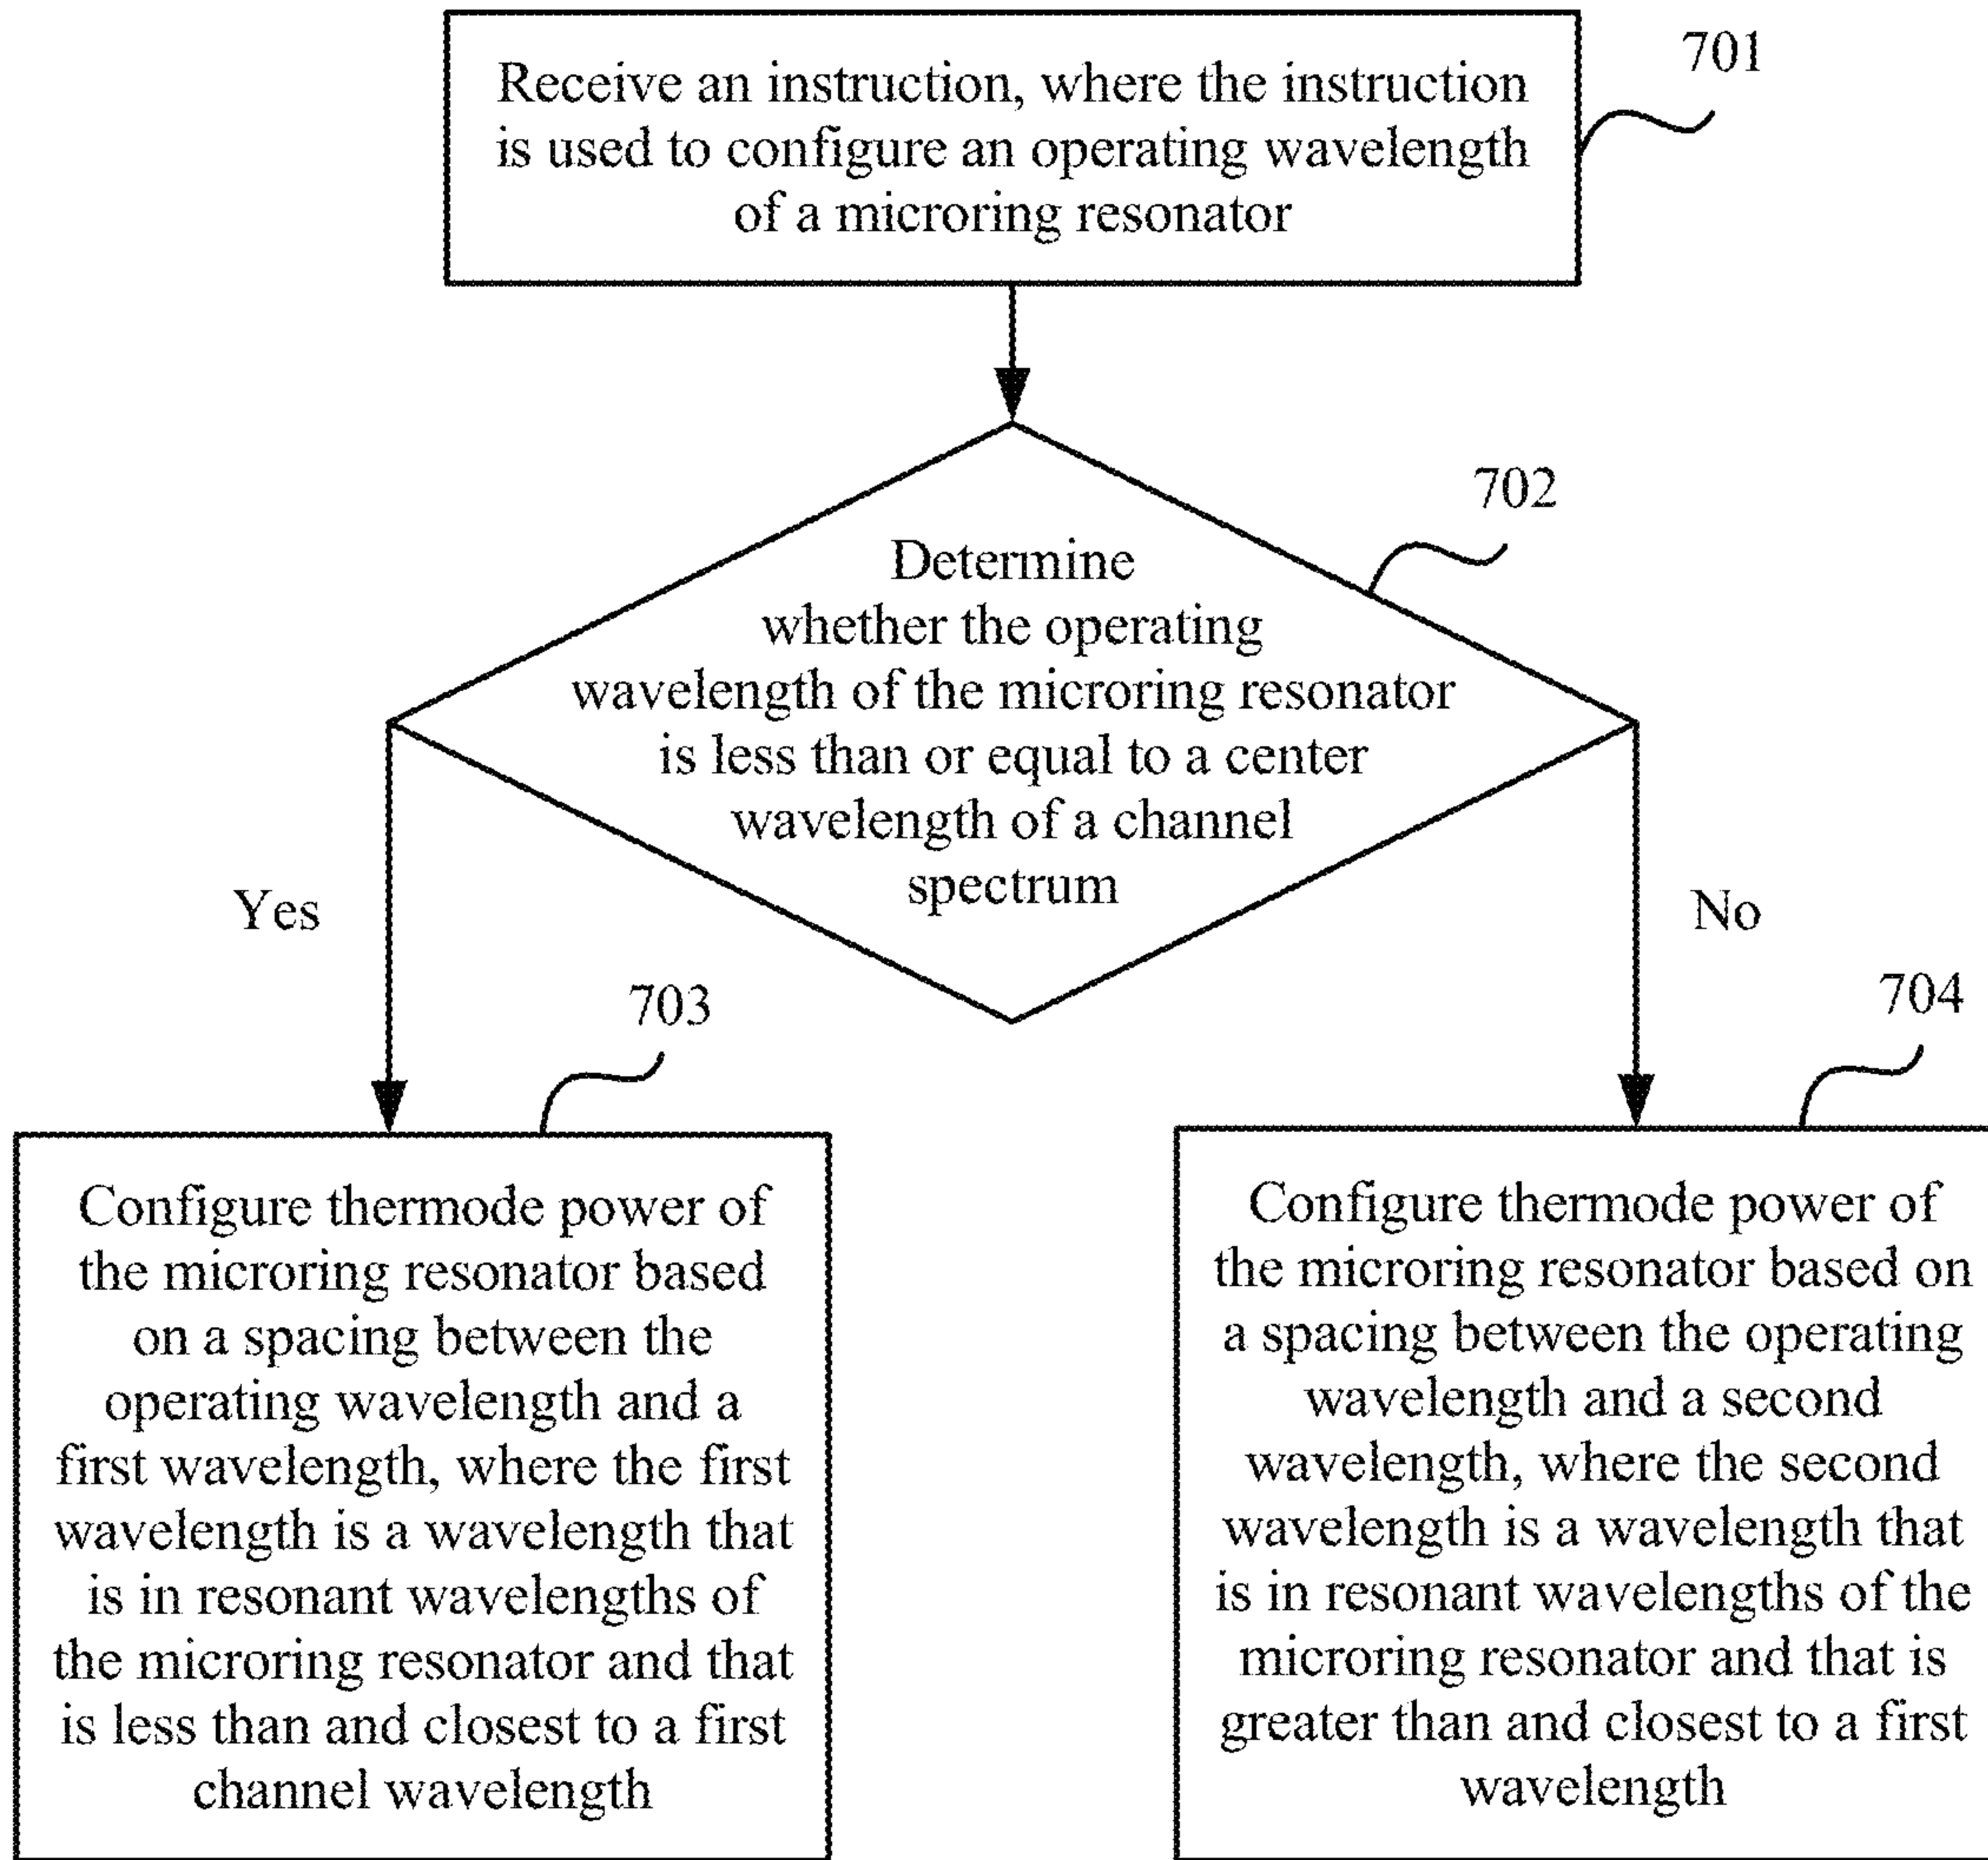 Receive an instruction, where the instruction
is used to configure an operating wavelength
of a microring resonator
701
702
Determine
whether the operating
wavelength of the microring resonator
is less than or equal to a center
wavelength of a channel
spectrum
Yes
No
703
Configure thermode power of
the microring resonator based
on a spacing between the
operating wavelength and a
first wavelength, where the first
wavelength is a wavelength that
is in resonant wavelengths of
the microring resonator and that
is less than and closest to a first
channel wavelength
704
Configure thermode power of
the microring resonator based on
a spacing between the operating
wavelength and a second
wavelength, where the second
wavelength is a wavelength that
is in resonant wavelengths of the
microring resonator and that is
greater than and closest to a first
wavelength